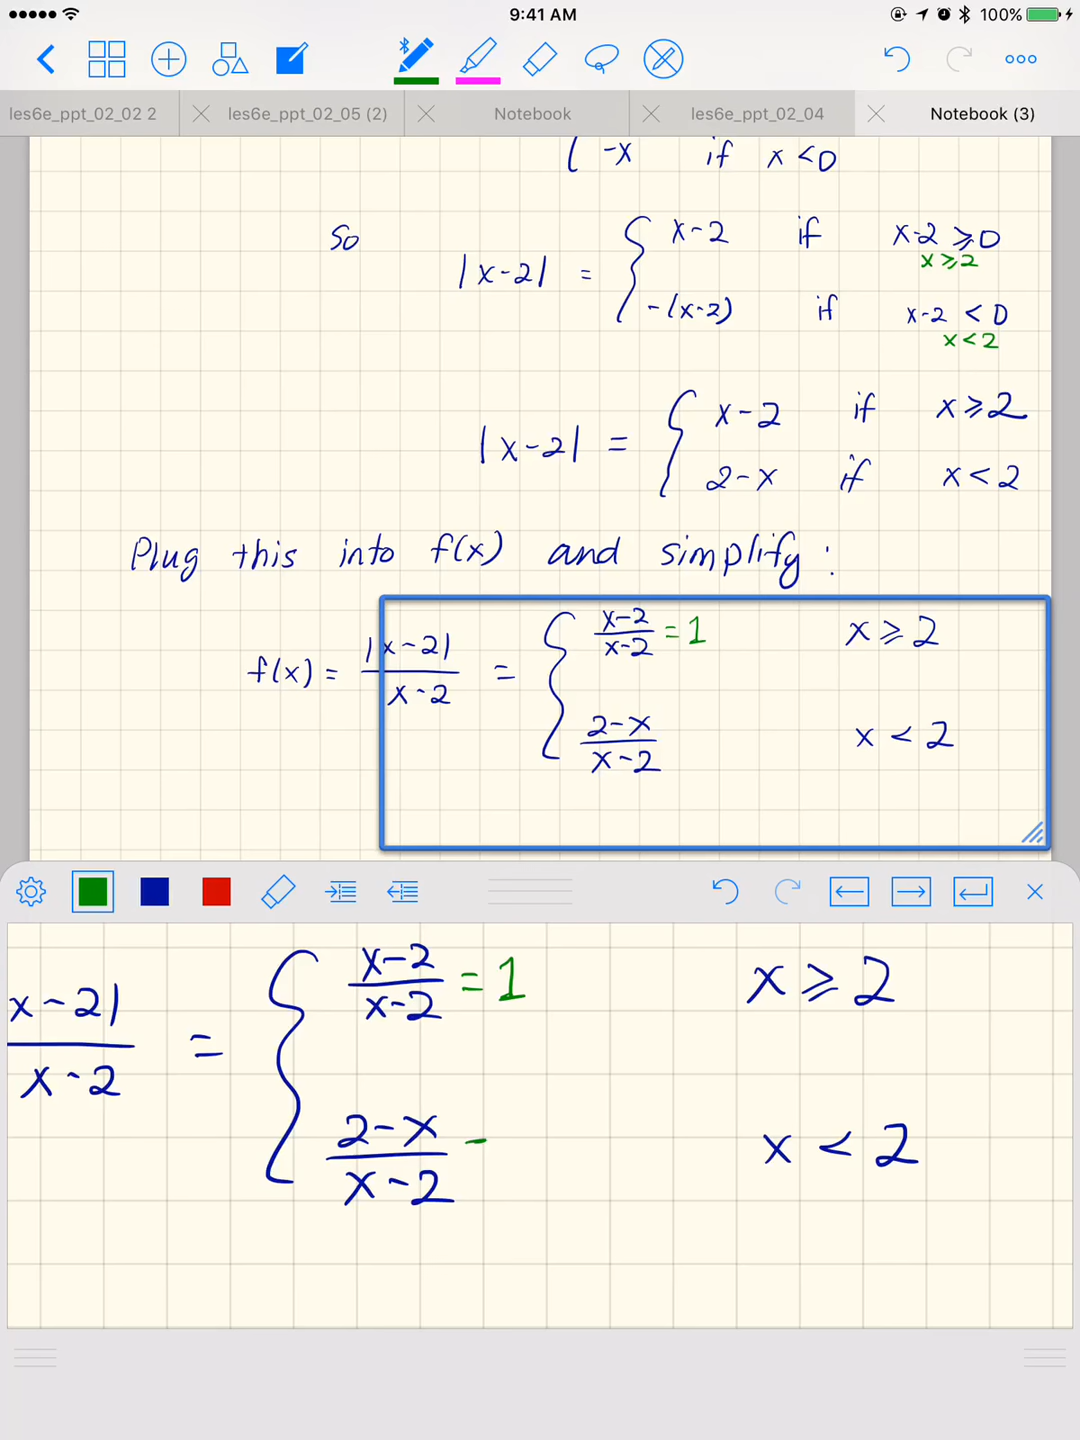 9:41 AM 100%
les6e_ppt_02_02 2 les6e_ppt_02_05 (2) Notebook les6e_ppt_02_04 Notebook (3)
-x if x < 0
So
|x-2| = { x-2 if x-2 ≥ 0
x ≥ 2
-(x-2) if x-2 < 0
x < 2
|x-2| = { x-2 if x ≥ 2
2-x if x < 2
Plug this into f(x) and simplify:
f(x) = |x-2|/x-2 = { x-2/x-2 = 1 x ≥ 2
2-x/x-2 x < 2
x-2|/x-2 = { x-2/x-2 = 1 x ≥ 2
2-x/x-2 - x < 2